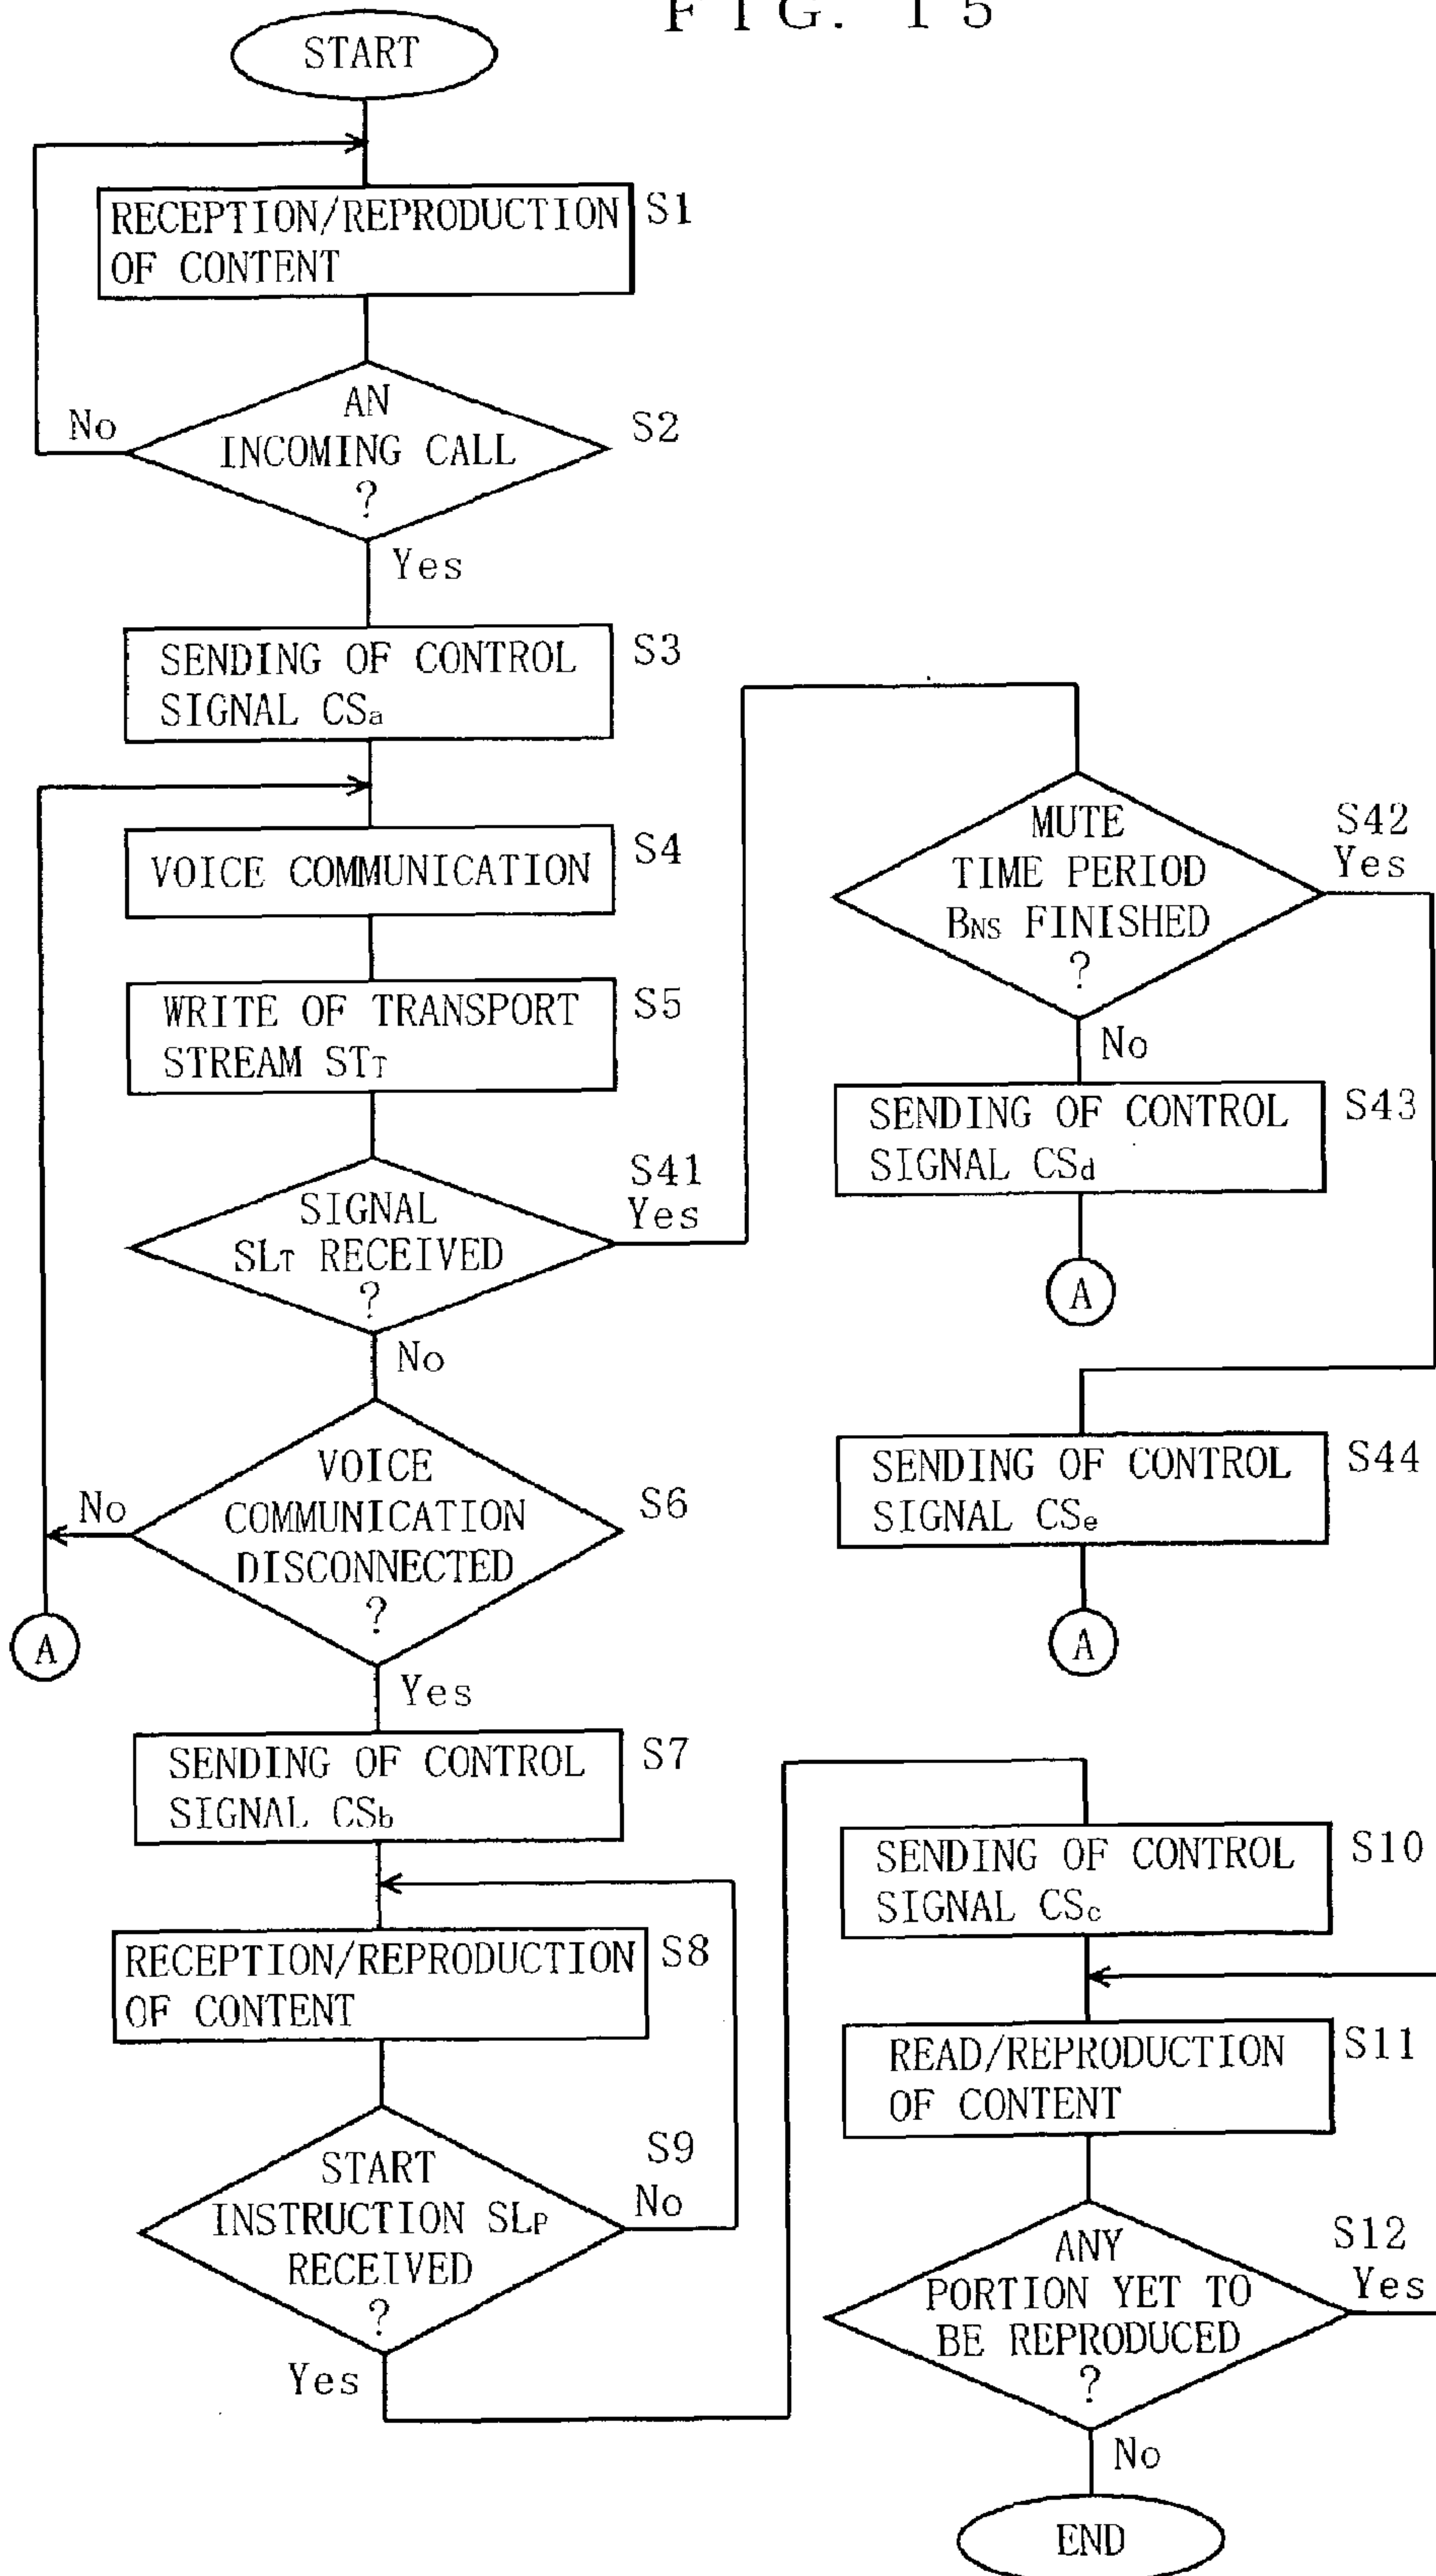 FIG. 15
START
RECEPTION/REPRODUCTION
OF CONTENT
S1
AN
INCOMING CALL
?
S2
No
Yes
SENDING OF CONTROL
SIGNAL CSa
S3
VOICE COMMUNICATION
S4
WRITE OF TRANSPORT
STREAM STT
S5
SIGNAL
SLT RECEIVED
?
S41
Yes
No
VOICE
COMMUNICATION
DISCONNECTED
?
S6
No
A
Yes
SENDING OF CONTROL
SIGNAL CSb
S7
RECEPTION/REPRODUCTION
OF CONTENT
S8
START
INSTRUCTION SLP
RECEIVED
?
S9
No
Yes
MUTE
TIME PERIOD
BNS FINISHED
?
S42
Yes
No
SENDING OF CONTROL
SIGNAL CSd
S43
A
SENDING OF CONTROL
SIGNAL CSe
S44
A
SENDING OF CONTROL
SIGNAL CSc
S10
READ/REPRODUCTION
OF CONTENT
S11
ANY
PORTION YET TO
BE REPRODUCED
?
S12
Yes
No
END